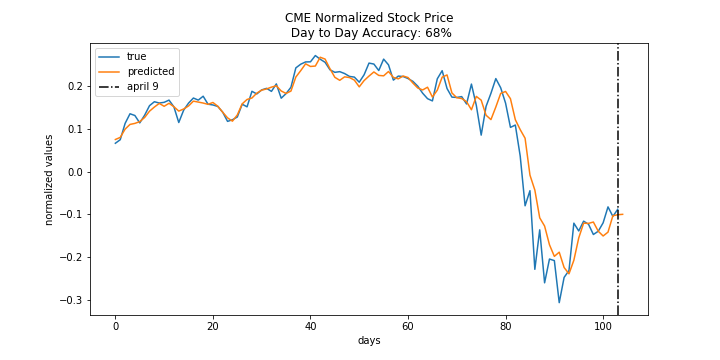 CME Normalized Stock Price
Day to Day Accuracy: 68%
true
predicted
april 9
normalized values
0.2
0.1
0.0
−0.1
−0.2
−0.3
0
20
40
60
80
100
days